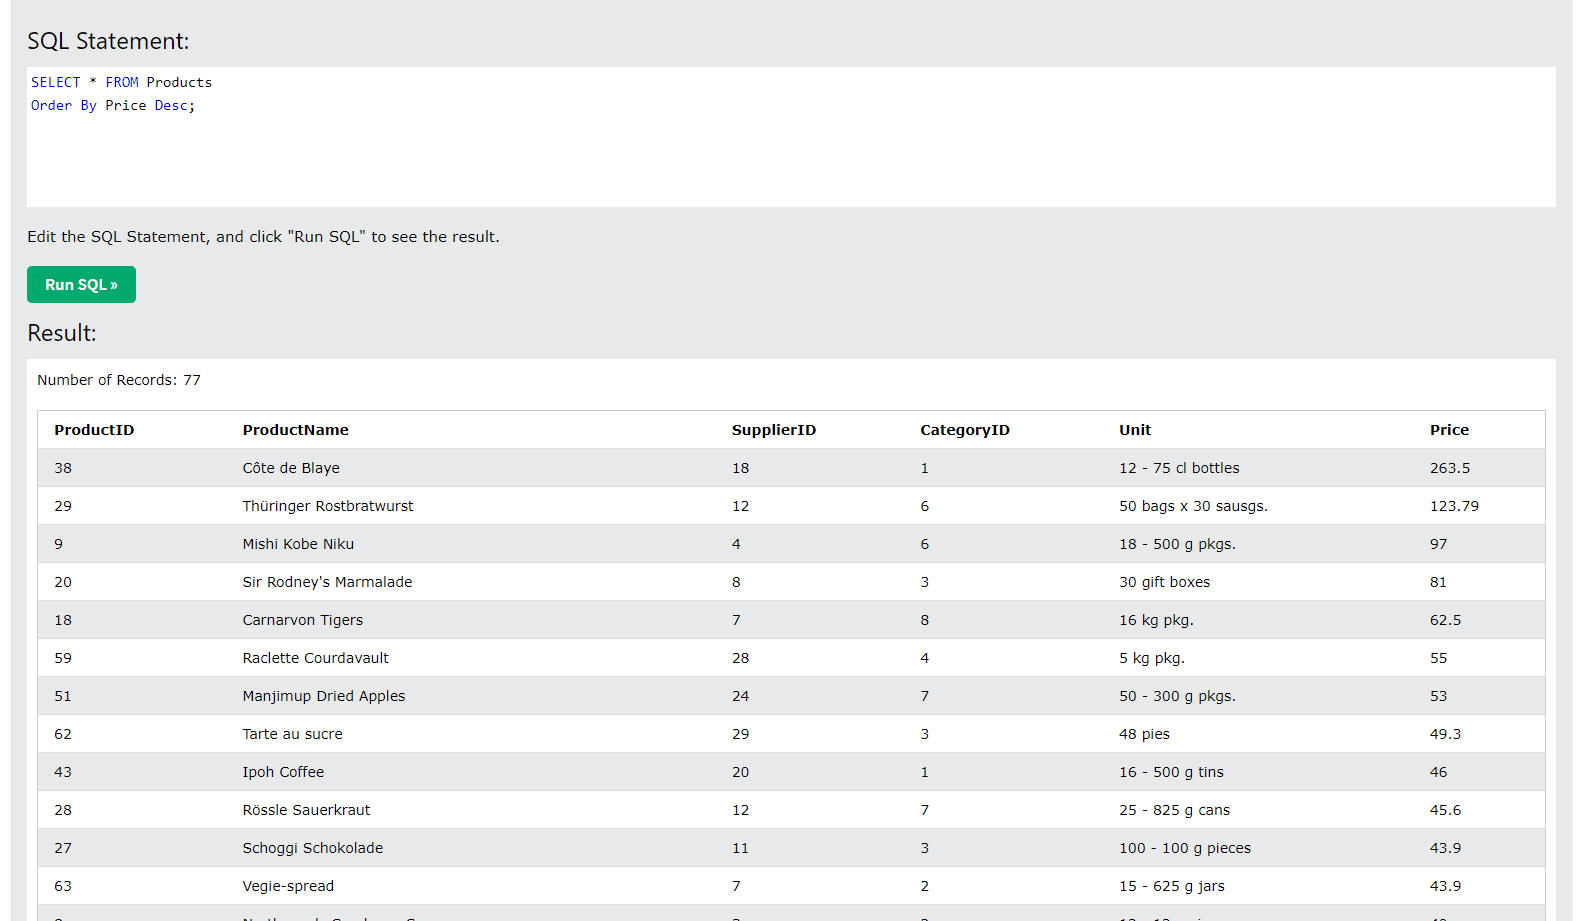 SQL Statement:
SELECT * FROM Products
Order By Price Desc;
Edit the SQL Statement, and click "Run SQL" to see the result.
Run SQL »
Result:
Number of Records: 77
ProductID ProductName SupplierID CategoryID Unit Price
38 Côte de Blaye 18 1 12 - 75 cl bottles 263.5
29 Thüringer Rostbratwurst 12 6 50 bags x 30 sausgs. 123.79
9 Mishi Kobe Niku 4 6 18 - 500 g pkgs. 97
20 Sir Rodney's Marmalade 8 3 30 gift boxes 81
18 Carnarvon Tigers 7 8 16 kg pkg. 62.5
59 Raclette Courdavault 28 4 5 kg pkg. 55
51 Manjimup Dried Apples 24 7 50 - 300 g pkgs. 53
62 Tarte au sucre 29 3 48 pies 49.3
43 Ipoh Coffee 20 1 16 - 500 g tins 46
28 Rössle Sauerkraut 12 7 25 - 825 g cans 45.6
27 Schoggi Schokolade 11 3 100 - 100 g pieces 43.9
63 Vegie-spread 7 2 15 - 625 g jars 43.9